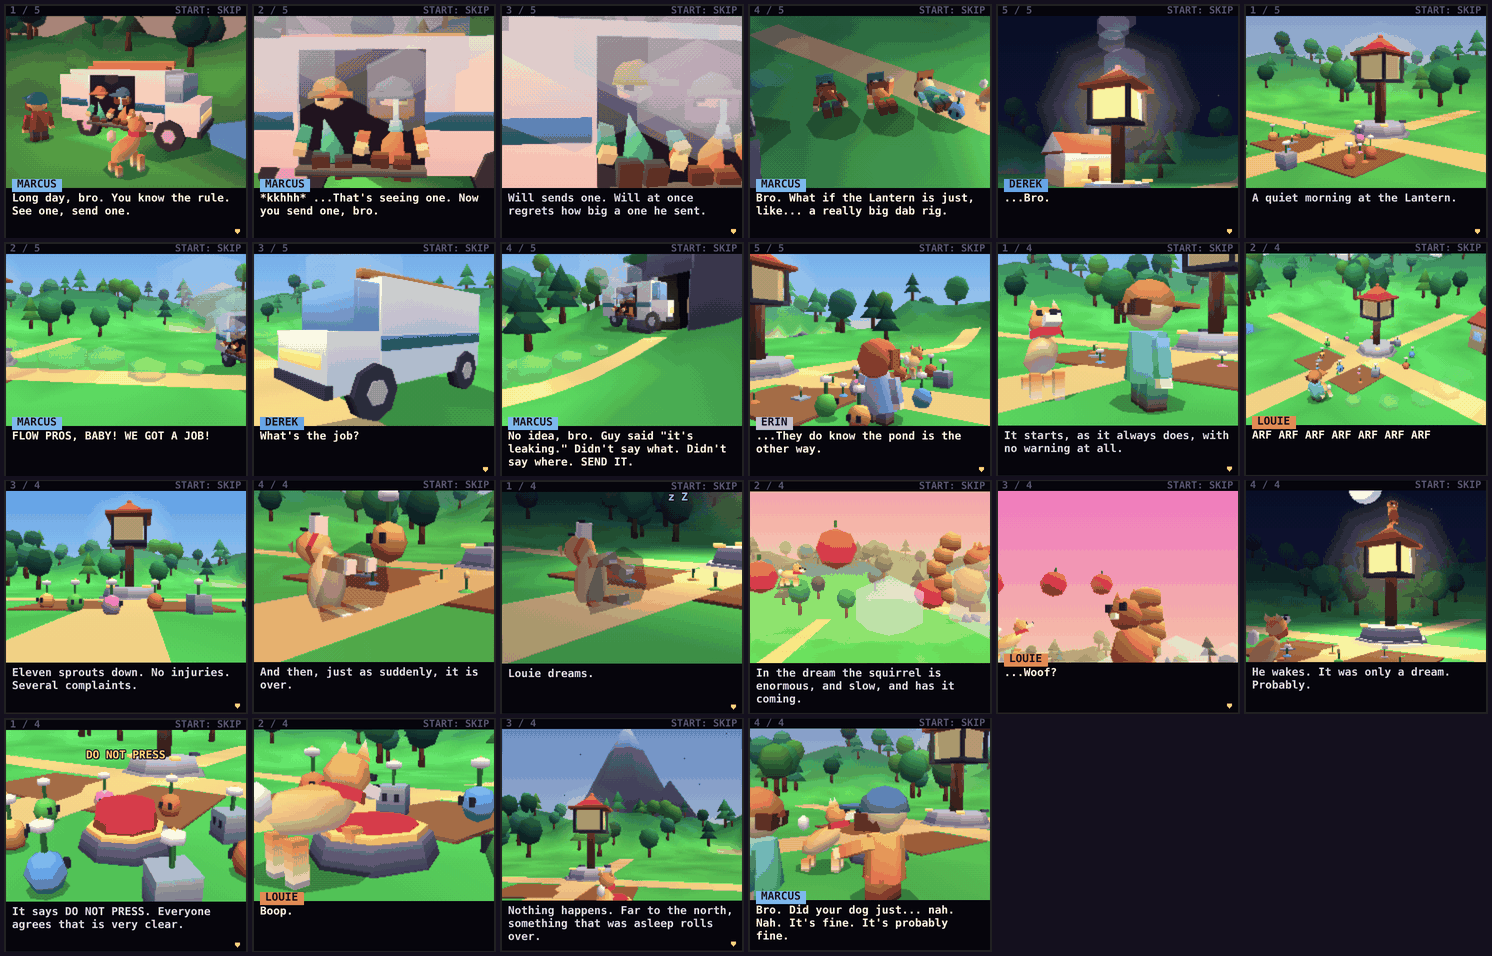 1 / 5
START: SKIP
MARCUS
Long day, bro. You know the rule.
See one, send one.
2 / 5
START: SKIP
MARCUS
*kkhhh* ...That's seeing one. Now
you send one, bro.
3 / 5
START: SKIP
Will sends one. Will at once
regrets how big a one he sent.
4 / 5
START: SKIP
MARCUS
Bro. What if the Lantern is just,
like... a really big dab rig.
5 / 5
START: SKIP
DEREK
...Bro.
1 / 5
START: SKIP
A quiet morning at the Lantern.
2 / 5
START: SKIP
MARCUS
FLOW PROS, BABY! WE GOT A JOB!
3 / 5
START: SKIP
DEREK
What's the job?
4 / 5
START: SKIP
MARCUS
No idea, bro. Guy said "it's
leaking." Didn't say what. Didn't
say where. SEND IT.
5 / 5
START: SKIP
ERIN
...They do know the pond is the
other way.
1 / 4
START: SKIP
It starts, as it always does, with
no warning at all.
2 / 4
START: SKIP
LOUIE
ARF ARF ARF ARF ARF ARF ARF
3 / 4
START: SKIP
Eleven sprouts down. No injuries.
Several complaints.
4 / 4
START: SKIP
And then, just as suddenly, it is
over.
1 / 4
START: SKIP
z Z
Louie dreams.
2 / 4
START: SKIP
In the dream the squirrel is
enormous, and slow, and has it
coming.
3 / 4
START: SKIP
LOUIE
...Woof?
4 / 4
START: SKIP
He wakes. It was only a dream.
Probably.
1 / 4
START: SKIP
DO NOT PRESS
It says DO NOT PRESS. Everyone
agrees that is very clear.
2 / 4
START: SKIP
LOUIE
Boop.
3 / 4
START: SKIP
Nothing happens. Far to the north,
something that was asleep rolls
over.
4 / 4
START: SKIP
MARCUS
Bro. Did your dog just... nah.
Nah. It's fine. It's probably
fine.